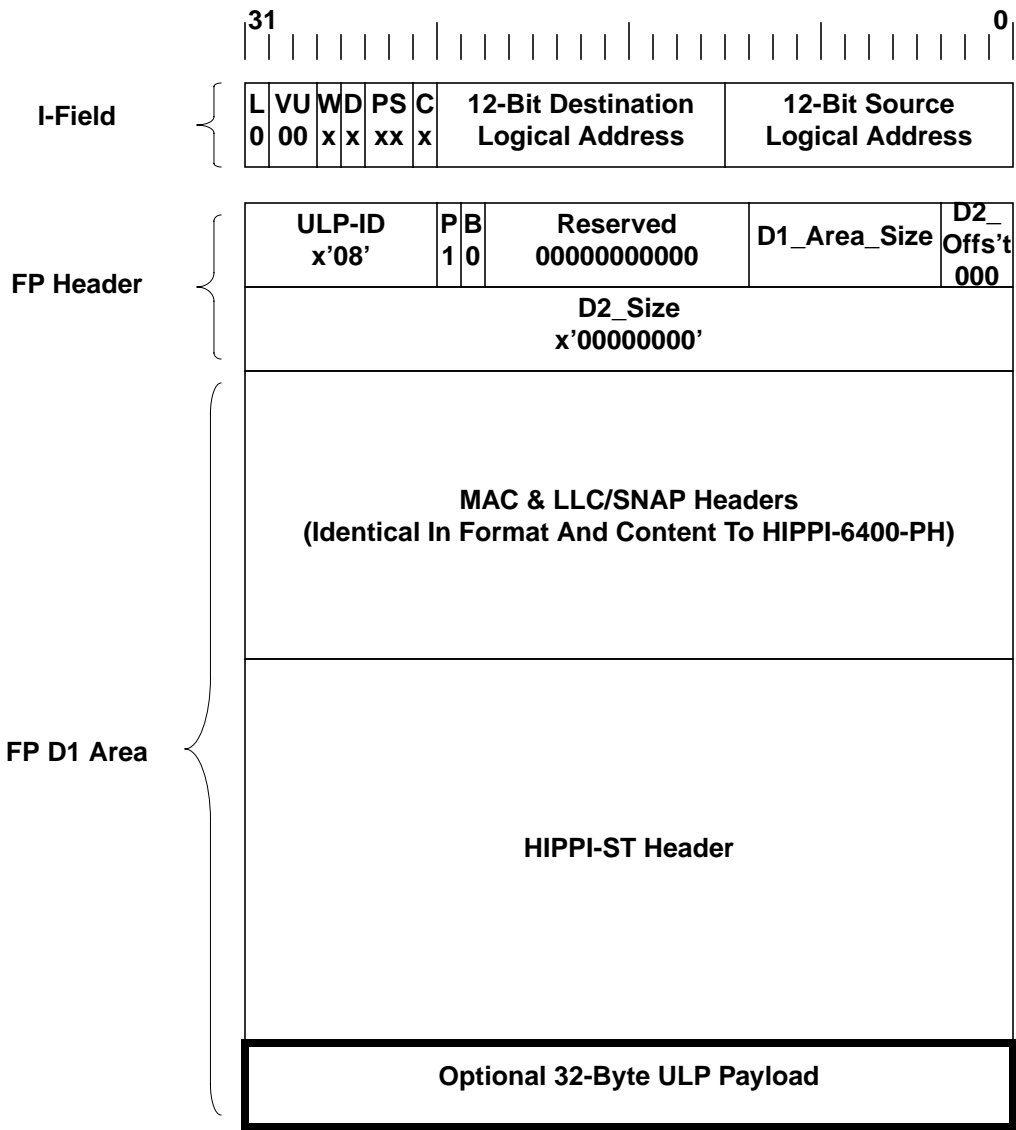 31 0
I-Field
L VU W D PS C 12-Bit Destination 12-Bit Source
0 00 x x xx x Logical Address Logical Address
FP Header
ULP-ID P B Reserved D1_Area_Size D2_
x’08’ 1 0 00000000000 Offs’t
000
D2_Size
x’00000000’
MAC & LLC/SNAP Headers
(Identical In Format And Content To HIPPI-6400-PH)
FP D1 Area
HIPPI-ST Header
Optional 32-Byte ULP Payload